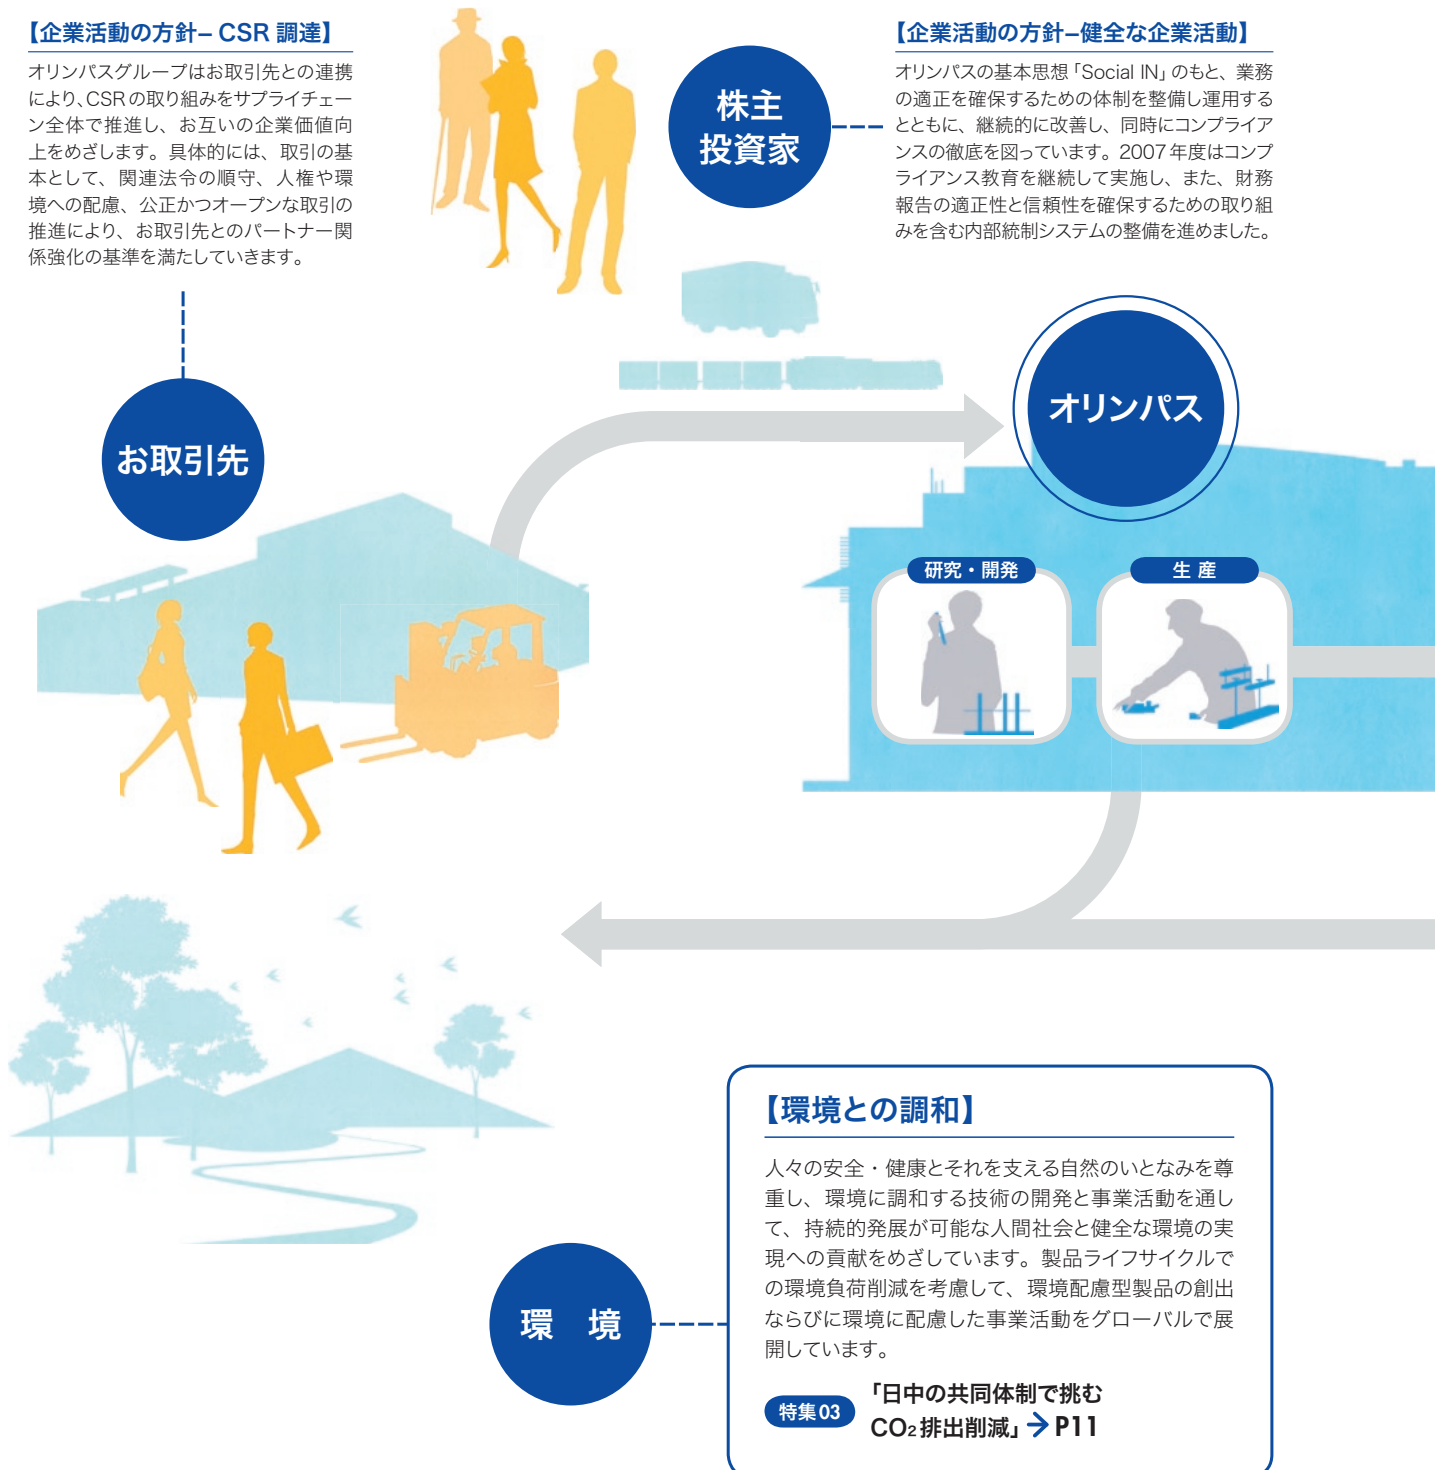 【企業活動の方針– CSR 調達】
オリンパスグループはお取引先との連携
により、CSRの取り組みをサプライチェー
ン全体で推進し、お互いの企業価値向
上をめざします。具体的には、取引の基
本として、関連法令の順守、人権や環
境への配慮、公正かつオープンな取引の
推進により、お取引先とのパートナー関
係強化の基準を満たしていきます。
お取引先
株主
投資家
【企業活動の方針–健全な企業活動】
オリンパスの基本思想「Social IN」のもと、業務
の適正を確保するための体制を整備し運用する
とともに、継続的に改善し、同時にコンプライア
ンスの徹底を図っています。2007年度はコンプ
ライアンス教育を継続して実施し、また、財務
報告の適正性と信頼性を確保するための取り組
みを含む内部統制システムの整備を進めました。
オリンパス
研究・開発
生 産
環 境
【環境との調和】
人々の安全・健康とそれを支える自然のいとなみを尊
重し、環境に調和する技術の開発と事業活動を通し
て、持続的発展が可能な人間社会と健全な環境の実
現への貢献をめざしています。製品ライフサイクルで
の環境負荷削減を考慮して、環境配慮型製品の創出
ならびに環境に配慮した事業活動をグローバルで展
開しています。
特集03
「日中の共同体制で挑む
CO₂排出削減」→P11